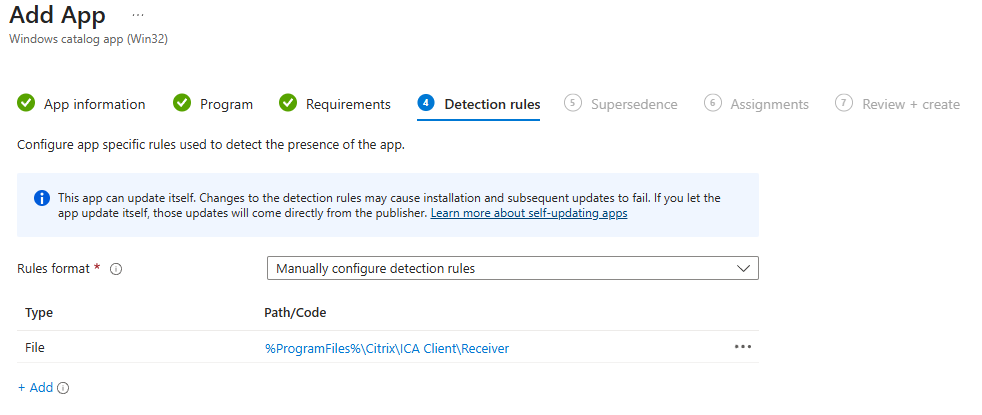 Add App ...
Windows catalog app (Win32)
App information Program Requirements 4 Detection rules 5 Supersedence 6 Assignments 7 Review + create
Configure app specific rules used to detect the presence of the app.
This app can update itself. Changes to the detection rules may cause installation and subsequent updates to fail. If you let the
app update itself, those updates will come directly from the publisher. Learn more about self-updating apps
Rules format * Manually configure detection rules
Type Path/Code
File %ProgramFiles%\Citrix\ICA Client\Receiver ...
+ Add